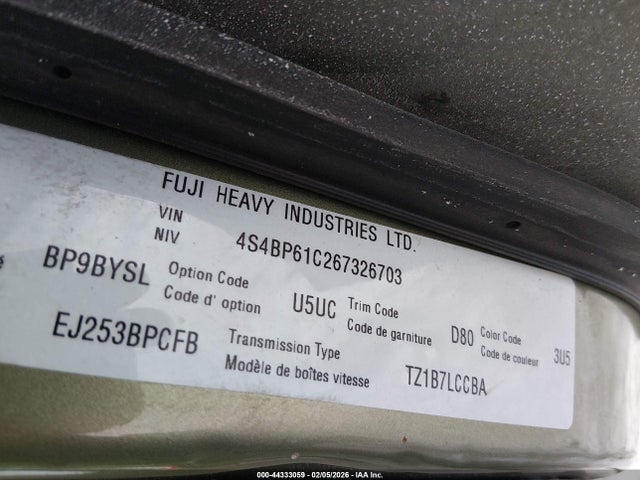 FUJI HEAVY INDUSTRIES LTD.
VIN
NIV
4S4BP61C267326703
BP9BYSL Option Code U5UC Trim Code D80 Color Code 3U5
Code d' option Code de garniture Code de couleur
EJ253BPCFB Transmission Type TZ1B7LCCBA
Modèle de boîtes vitesse
000-44333059 - 02/05/2026 - IAA Inc.